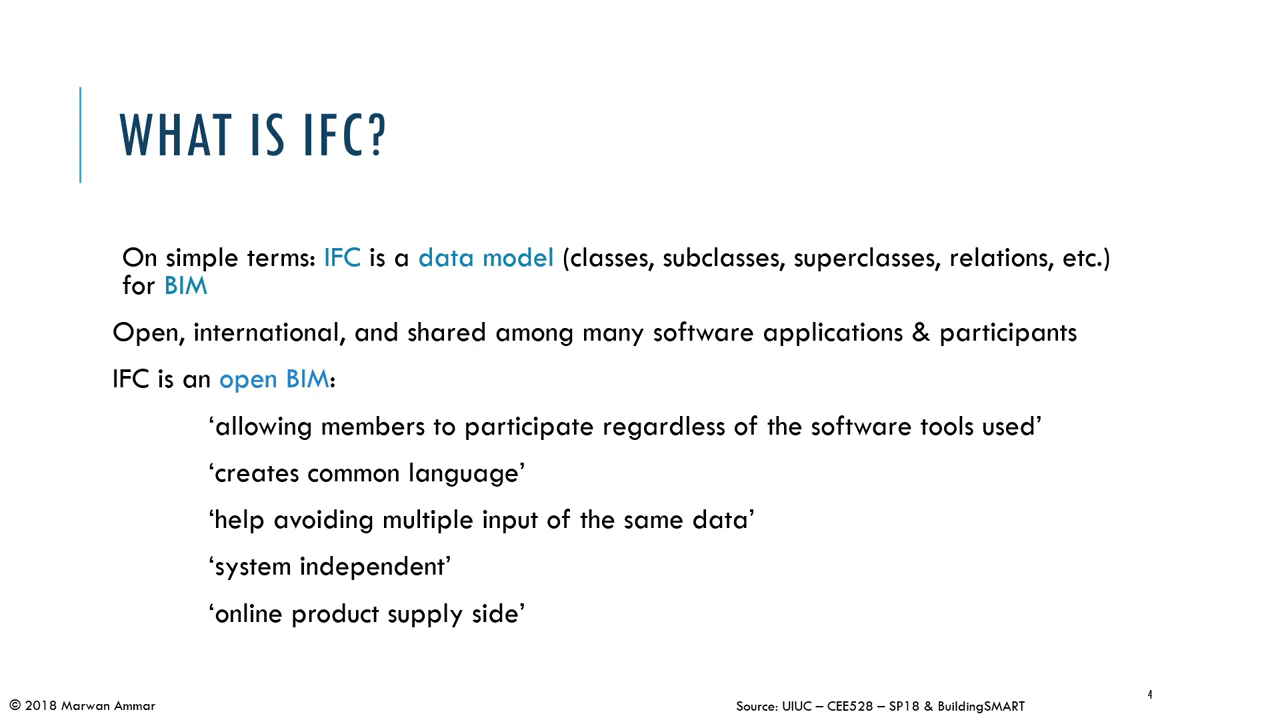 WHAT IS IFC?
On simple terms: IFC is a data model (classes, subclasses, superclasses, relations, etc.)
for BIM
Open, international, and shared among many software applications & participants
IFC is an open BIM:
‘allowing members to participate regardless of the software tools used’
‘creates common language’
‘help avoiding multiple input of the same data’
‘system independent’
‘online product supply side’
© 2018 Marwan Ammar
Source: UIUC – CEE528 – SP18 & BuildingSMART
4